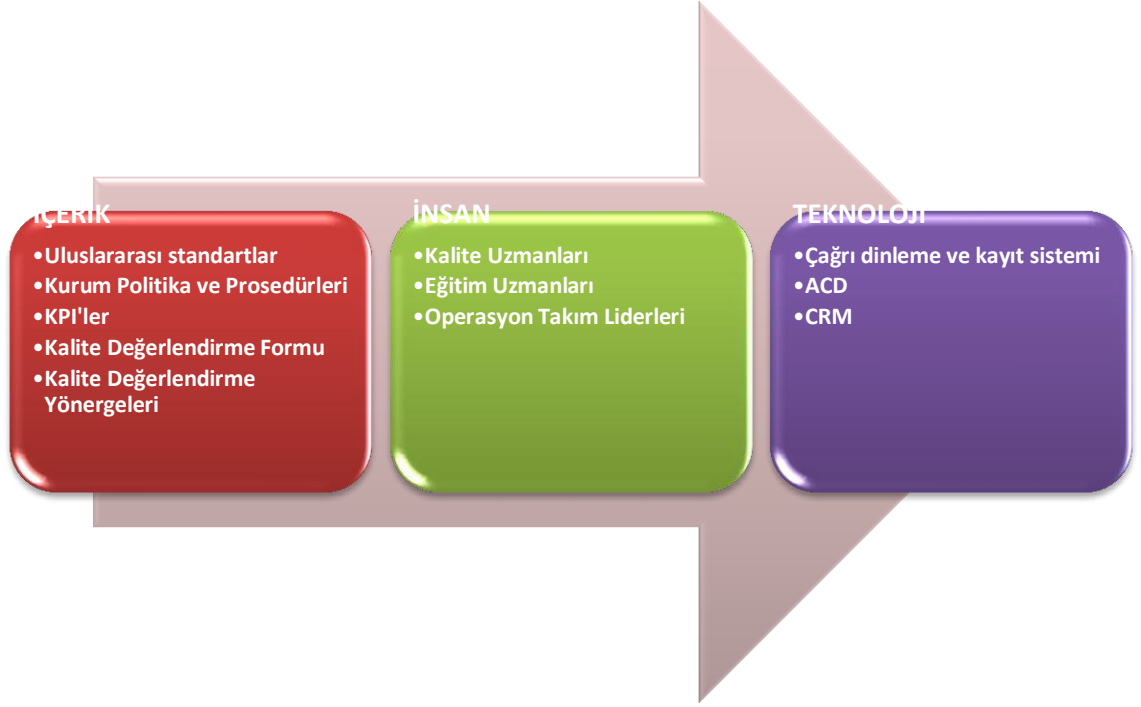 İÇERİK
•Uluslararası standartlar
•Kurum Politika ve Prosedürleri
•KPI'ler
•Kalite Değerlendirme Formu
•Kalite Değerlendirme
Yönergeleri
İNSAN
•Kalite Uzmanları
•Eğitim Uzmanları
•Operasyon Takım Liderleri
TEKNOLOJİ
•Çağrı dinleme ve kayıt sistemi
•ACD
•CRM